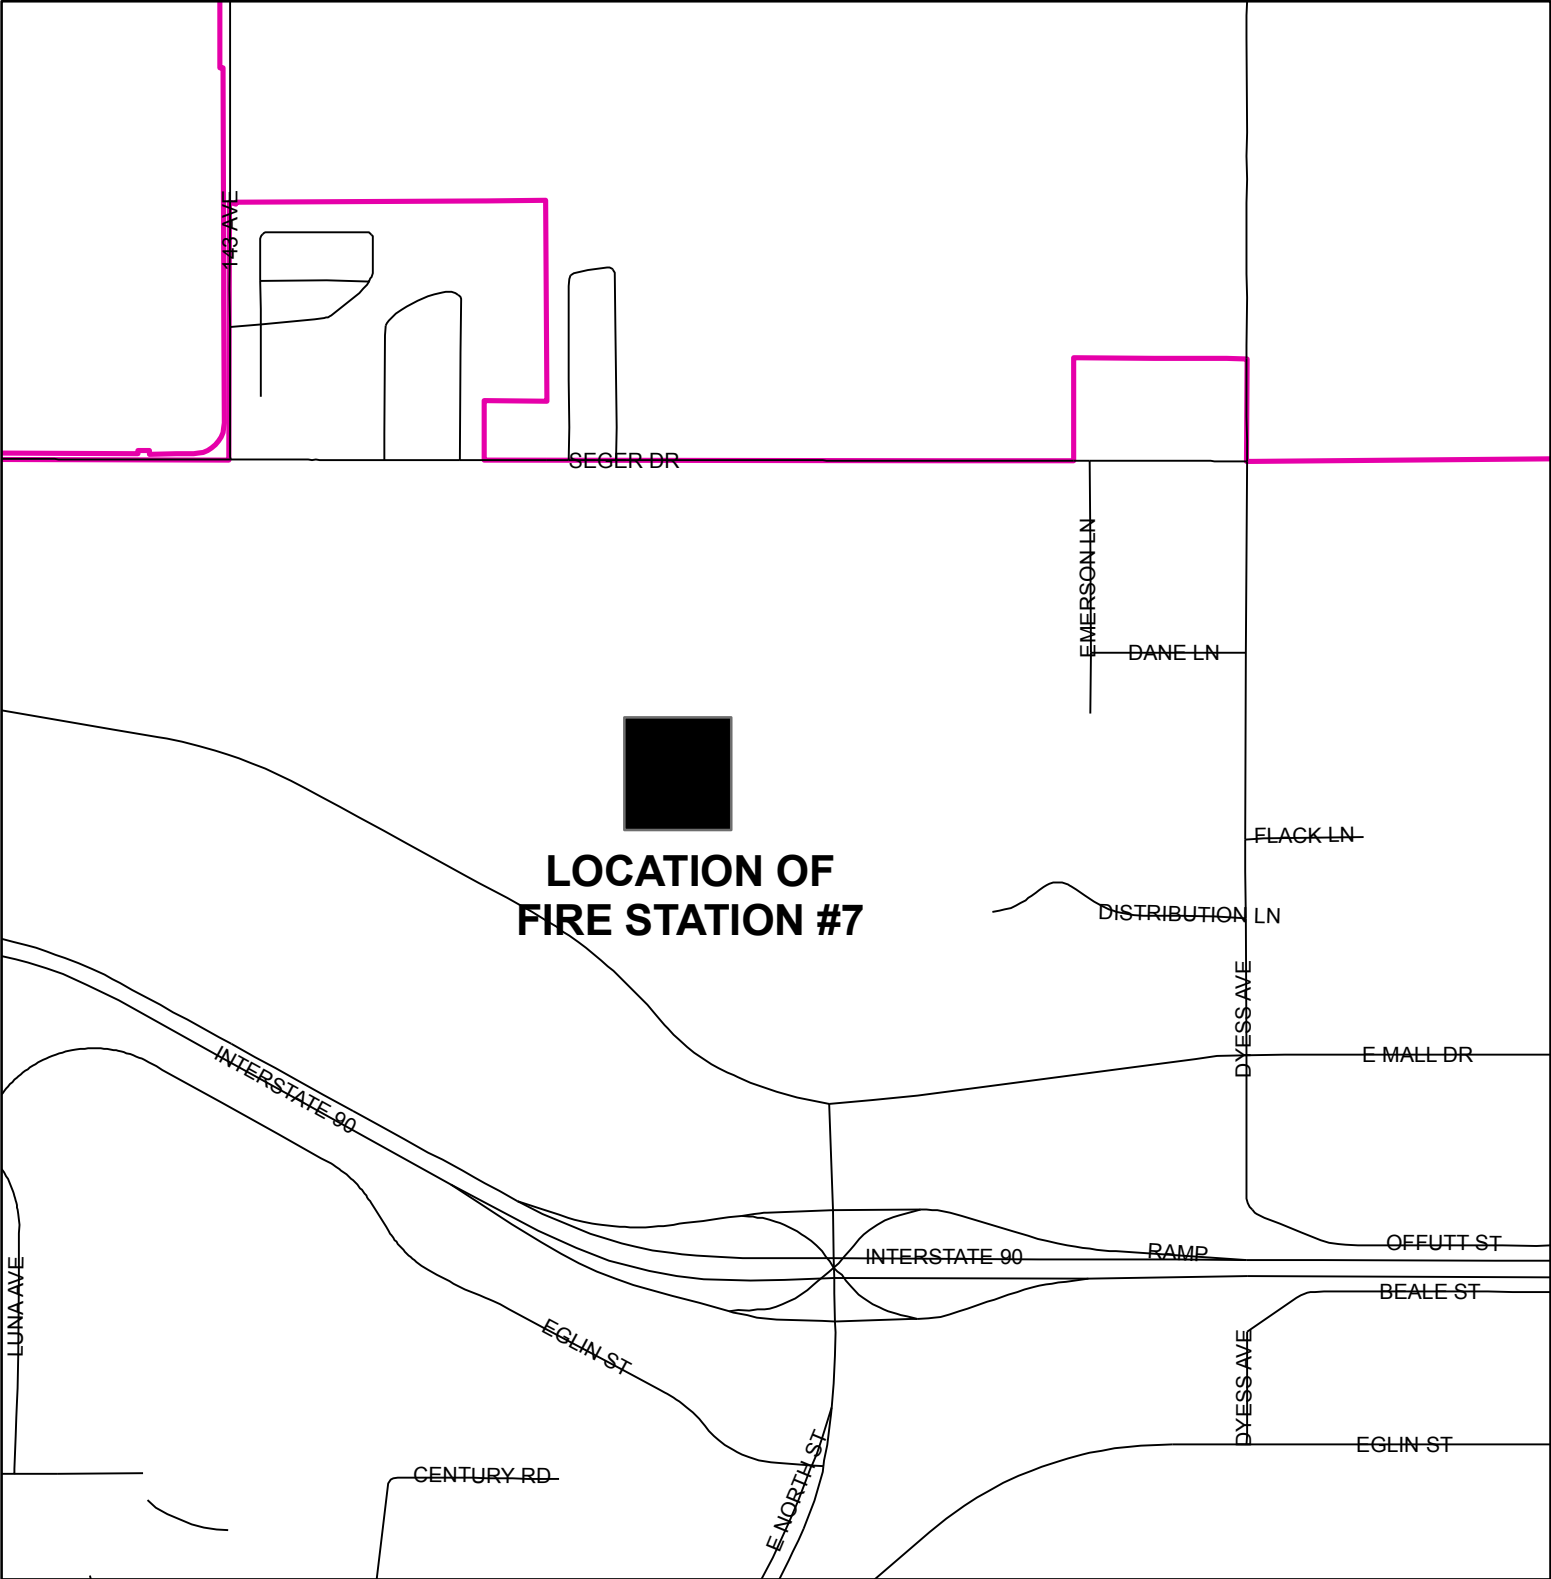 143 AVE
SEGER DR
EMERSON LN
DANE LN
FLACK LN
LOCATION OF
FIRE STATION #7
DISTRIBUTION LN
DYESS AVE
E MALL DR
INTERSTATE 90
INTERSTATE 90
RAMP
OFFUTT ST
BEALE ST
LUNA AVE
EGLIN ST
DYESS AVE
E NORTH ST
EGLIN ST
CENTURY RD